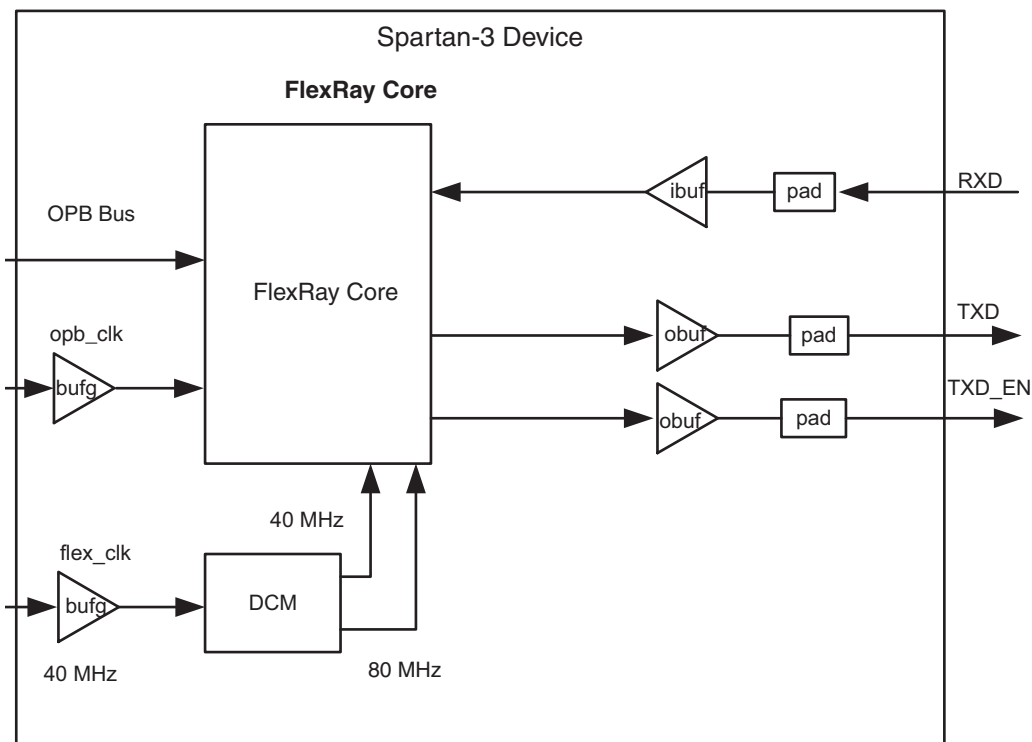 Spartan-3 Device
FlexRay Core
RXD
ibuf
pad
OPB Bus
FlexRay Core
TXD
opb_clk
obuf
pad
TXD_EN
bufg
obuf
pad
40 MHz
flex_clk
bufg
DCM
40 MHz
80 MHz